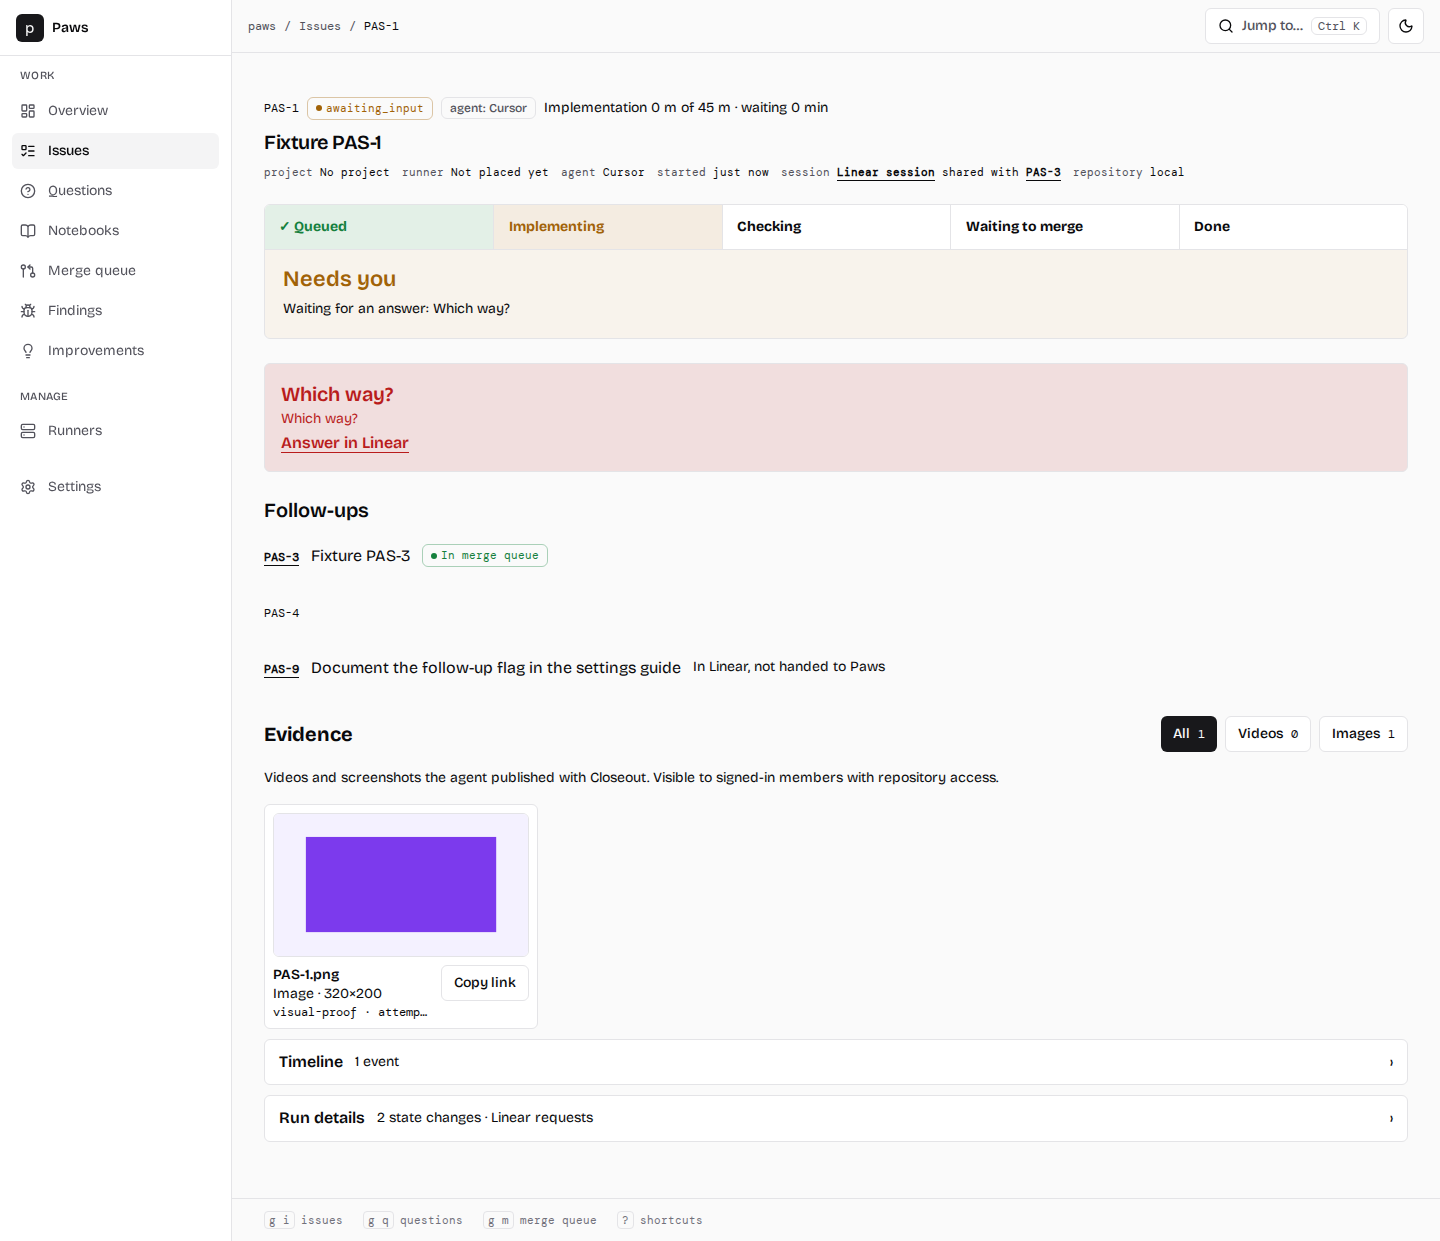 p Paws
paws / Issues / PAS-1
Jump to... Ctrl K
WORK
Overview
Issues
Questions
Notebooks
Merge queue
Findings
Improvements
MANAGE
Runners
Settings
PAS-1 awaiting_input agent: Cursor Implementation 0 m of 45 m · waiting 0 min
Fixture PAS-1
project No project runner Not placed yet agent Cursor started just now session Linear session shared with PAS-3 repository local
✓ Queued Implementing Checking Waiting to merge Done
Needs you
Waiting for an answer: Which way?
Which way?
Which way?
Answer in Linear
Follow-ups
PAS-3 Fixture PAS-3 In merge queue
PAS-4
PAS-9 Document the follow-up flag in the settings guide In Linear, not handed to Paws
Evidence All 1 Videos 0 Images 1
Videos and screenshots the agent published with Closeout. Visible to signed-in members with repository access.
PAS-1.png
Image · 320×200
visual-proof · attemp…
Copy link
Timeline 1 event ›
Run details 2 state changes · Linear requests ›
g i issues g q questions g m merge queue ? shortcuts